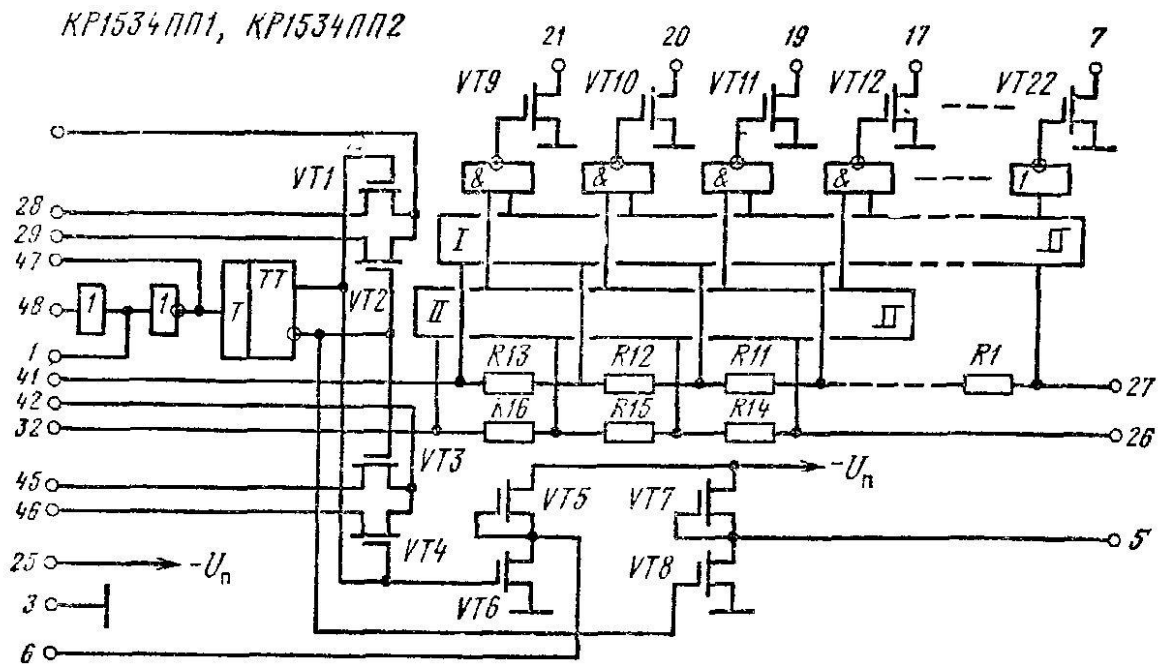 КР1534ПП1, КР1534ПП2
21 20 19 17 7
VT9 VT10 VT11 VT12 VT22
& & & & 1
VT1
28
29
I
47
TT
48 1 1 T
VT2
II
1
R13 R12 R11 R1
41
27
42
R16 R15 R14
32
26
VT3
-Uп
45
VT5 VT7
46
5
VT4
25 -Uп
VT8
VT6
3
6